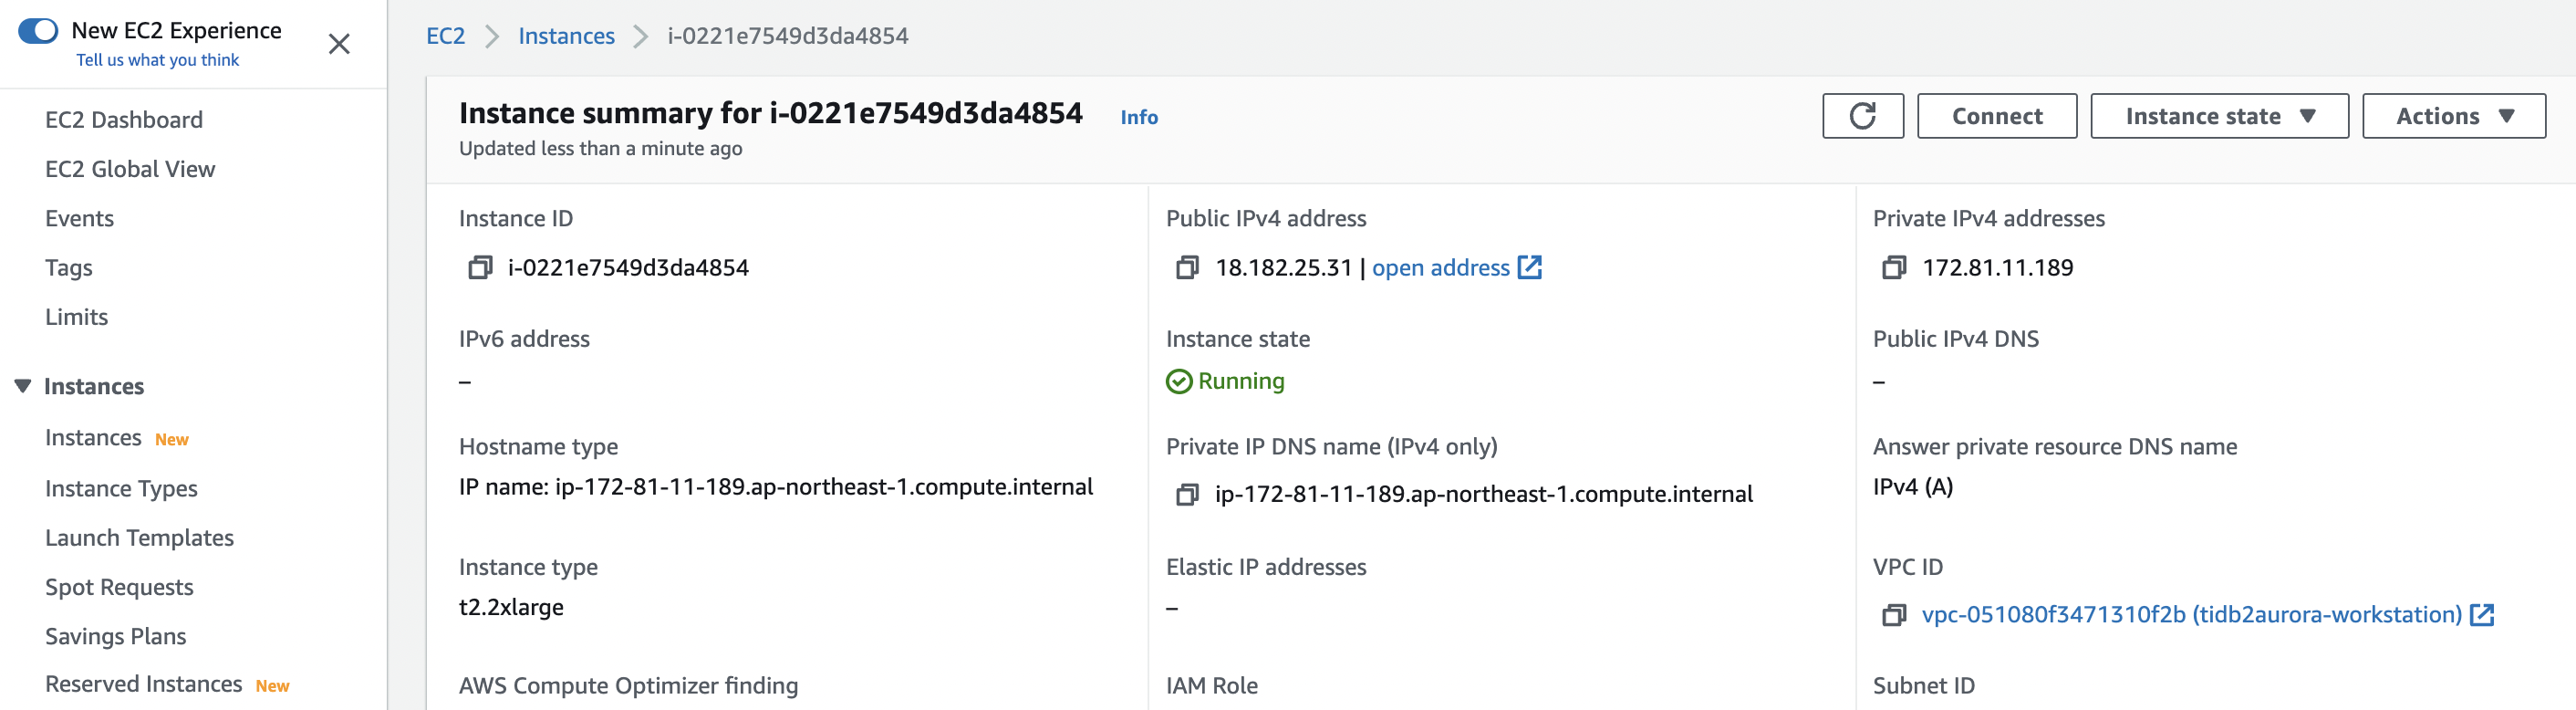 New EC2 Experience
Tell us what you think
EC2 Dashboard
EC2 Global View
Events
Tags
Limits
Instances
Instances New
Instance Types
Launch Templates
Spot Requests
Savings Plans
Reserved Instances New
EC2 > Instances > i-0221e7549d3da4854
Instance summary for i-0221e7549d3da4854 Info
Updated less than a minute ago
Connect
Instance state
Actions
Instance ID
i-0221e7549d3da4854
Public IPv4 address
18.182.25.31 | open address
Private IPv4 addresses
172.81.11.189
IPv6 address
–
Instance state
Running
Public IPv4 DNS
–
Hostname type
IP name: ip-172-81-11-189.ap-northeast-1.compute.internal
Private IP DNS name (IPv4 only)
ip-172-81-11-189.ap-northeast-1.compute.internal
Answer private resource DNS name
IPv4 (A)
Instance type
t2.2xlarge
Elastic IP addresses
–
VPC ID
vpc-051080f3471310f2b (tidb2aurora-workstation)
AWS Compute Optimizer finding
IAM Role
Subnet ID